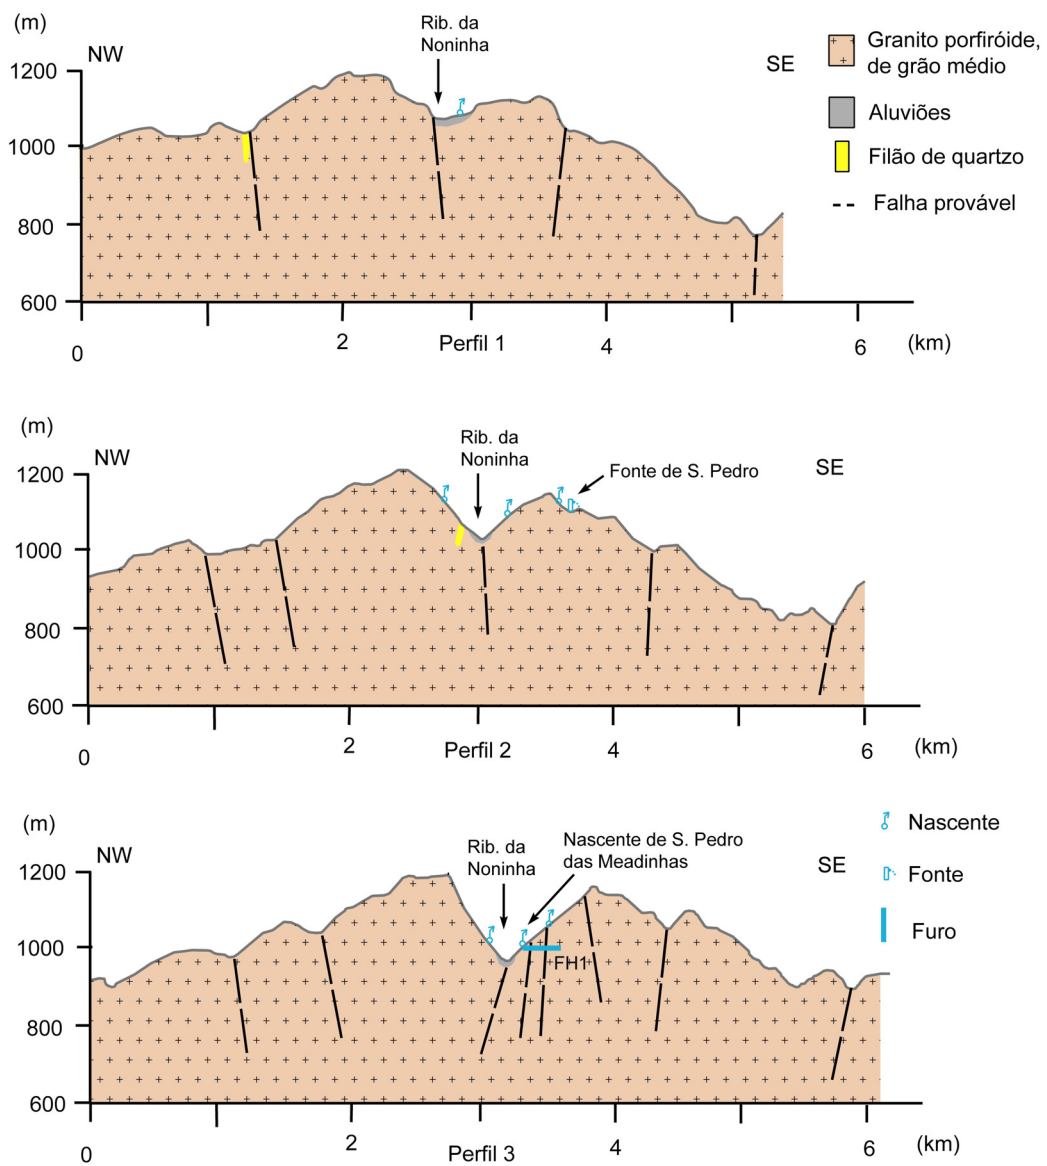 (m)
NW
Rib. da
Noninha
SE
Granito porfiróide,
de grão médio
Aluviões
Filão de quartzo
Falha provável
1200
1000
800
600
0
2
Perfil 1
4
6
(km)
(m)
NW
Rib. da
Noninha
Fonte de S. Pedro
SE
1200
1000
800
600
0
2
Perfil 2
4
6
(km)
(m)
NW
Rib. da
Noninha
Nascente de S. Pedro
das Meadinhas
SE
Nascente
Fonte
Furo
1200
1000
FH1
800
600
0
2
Perfil 3
4
6
(km)